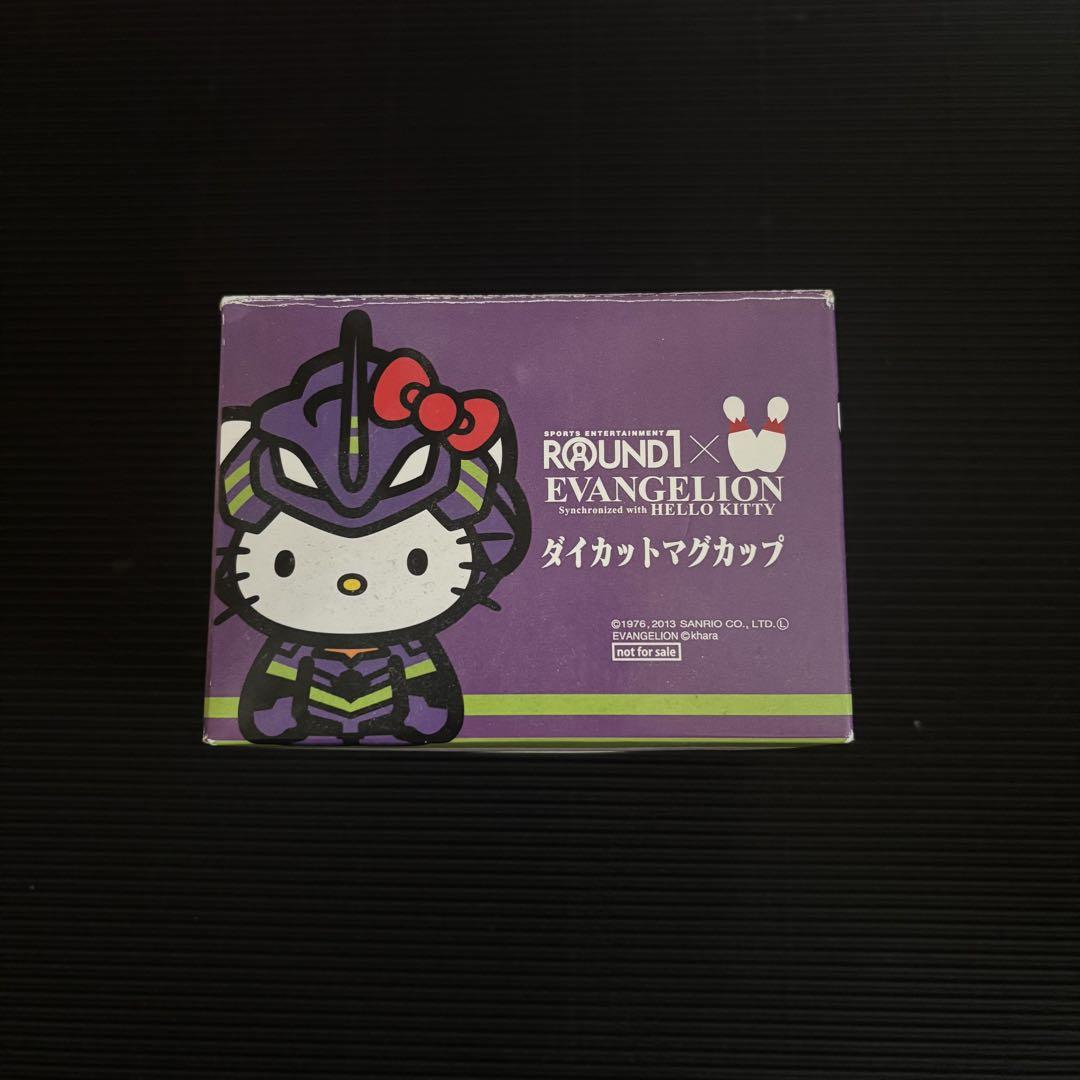 SPORTS ENTERTAINMENT
ROUND1 ×
EVANGELION
Synchronized with HELLO KITTY
ダイカットマグカップ
©1976, 2013 SANRIO CO., LTD. Ⓛ
EVANGELION ©khara
not for sale